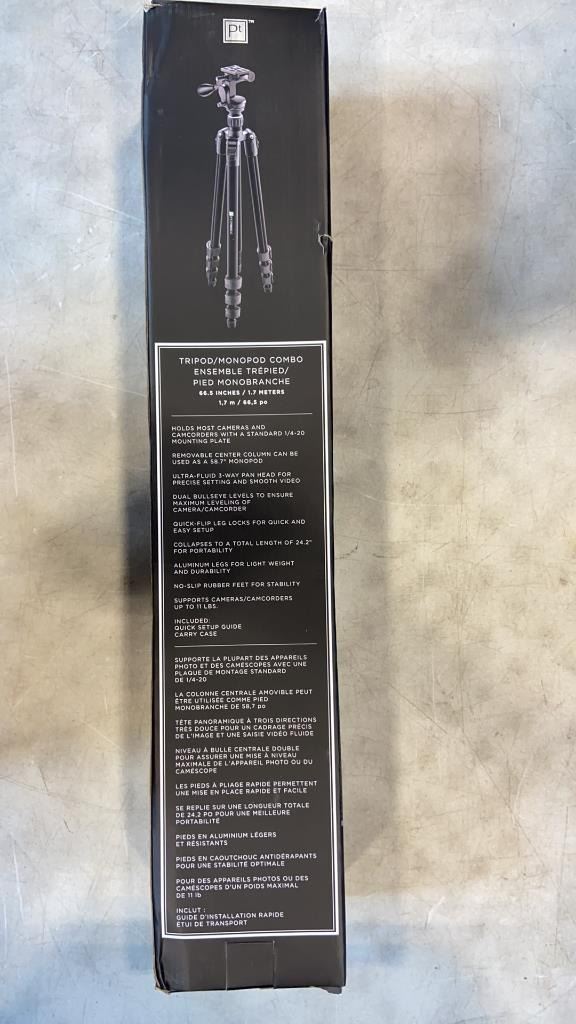 Pt™
TRIPOD/MONOPOD COMBO
ENSEMBLE TRÉPIED/
PIED MONOBRANCHE
66.5 INCHES / 1.7 METERS
1,7 m / 66,5 po
HOLDS MOST CAMERAS AND
CAMCORDERS WITH A STANDARD 1/4-20
MOUNTING PLATE
REMOVABLE CENTER COLUMN CAN BE
USED AS A 58.7" MONOPOD
ULTRA-FLUID 3-WAY PAN HEAD FOR
PRECISE SETTING AND SMOOTH VIDEO
DUAL BULLSEYE LEVELS TO ENSURE
MAXIMUM LEVELING OF
CAMERA/CAMCORDER
QUICK-FLIP LEG LOCKS FOR QUICK AND
EASY SETUP
COLLAPSES TO A TOTAL LENGTH OF 24.2"
FOR PORTABILITY
ALUMINUM LEGS FOR LIGHT WEIGHT
AND DURABILITY
NO-SLIP RUBBER FEET FOR STABILITY
SUPPORTS CAMERAS/CAMCORDERS
UP TO 11 LBS.
INCLUDED:
QUICK SETUP GUIDE
CARRY CASE
SUPPORTE LA PLUPART DES APPAREILS
PHOTO ET DES CAMÉSCOPES AVEC UNE
PLAQUE DE MONTAGE STANDARD
DE 1/4-20
LA COLONNE CENTRALE AMOVIBLE PEUT
ÊTRE UTILISÉE COMME PIED
MONOBRANCHE DE 58,7 po
TÊTE PANORAMIQUE À TROIS DIRECTIONS
TRÈS DOUCE POUR UN CADRAGE PRÉCIS
DE L'IMAGE ET UNE SAISIE VIDÉO FLUIDE
NIVEAU À BULLE CENTRALE DOUBLE
POUR ASSURER UNE MISE À NIVEAU
MAXIMALE DE L'APPAREIL PHOTO OU DU
CAMÉSCOPE
LES PIEDS À PLIAGE RAPIDE PERMETTENT
UNE MISE EN PLACE RAPIDE ET FACILE
SE REPLIE SUR UNE LONGUEUR TOTALE
DE 24,2 PO POUR UNE MEILLEURE
PORTABILITÉ
PIEDS EN ALUMINIUM LÉGERS
ET RÉSISTANTS
PIEDS EN CAOUTCHOUC ANTIDÉRAPANTS
POUR UNE STABILITÉ OPTIMALE
POUR DES APPAREILS PHOTOS OU DES
CAMÉSCOPES D'UN POIDS MAXIMAL
DE 11 lb
INCLUT :
GUIDE D'INSTALLATION RAPIDE
ÉTUI DE TRANSPORT